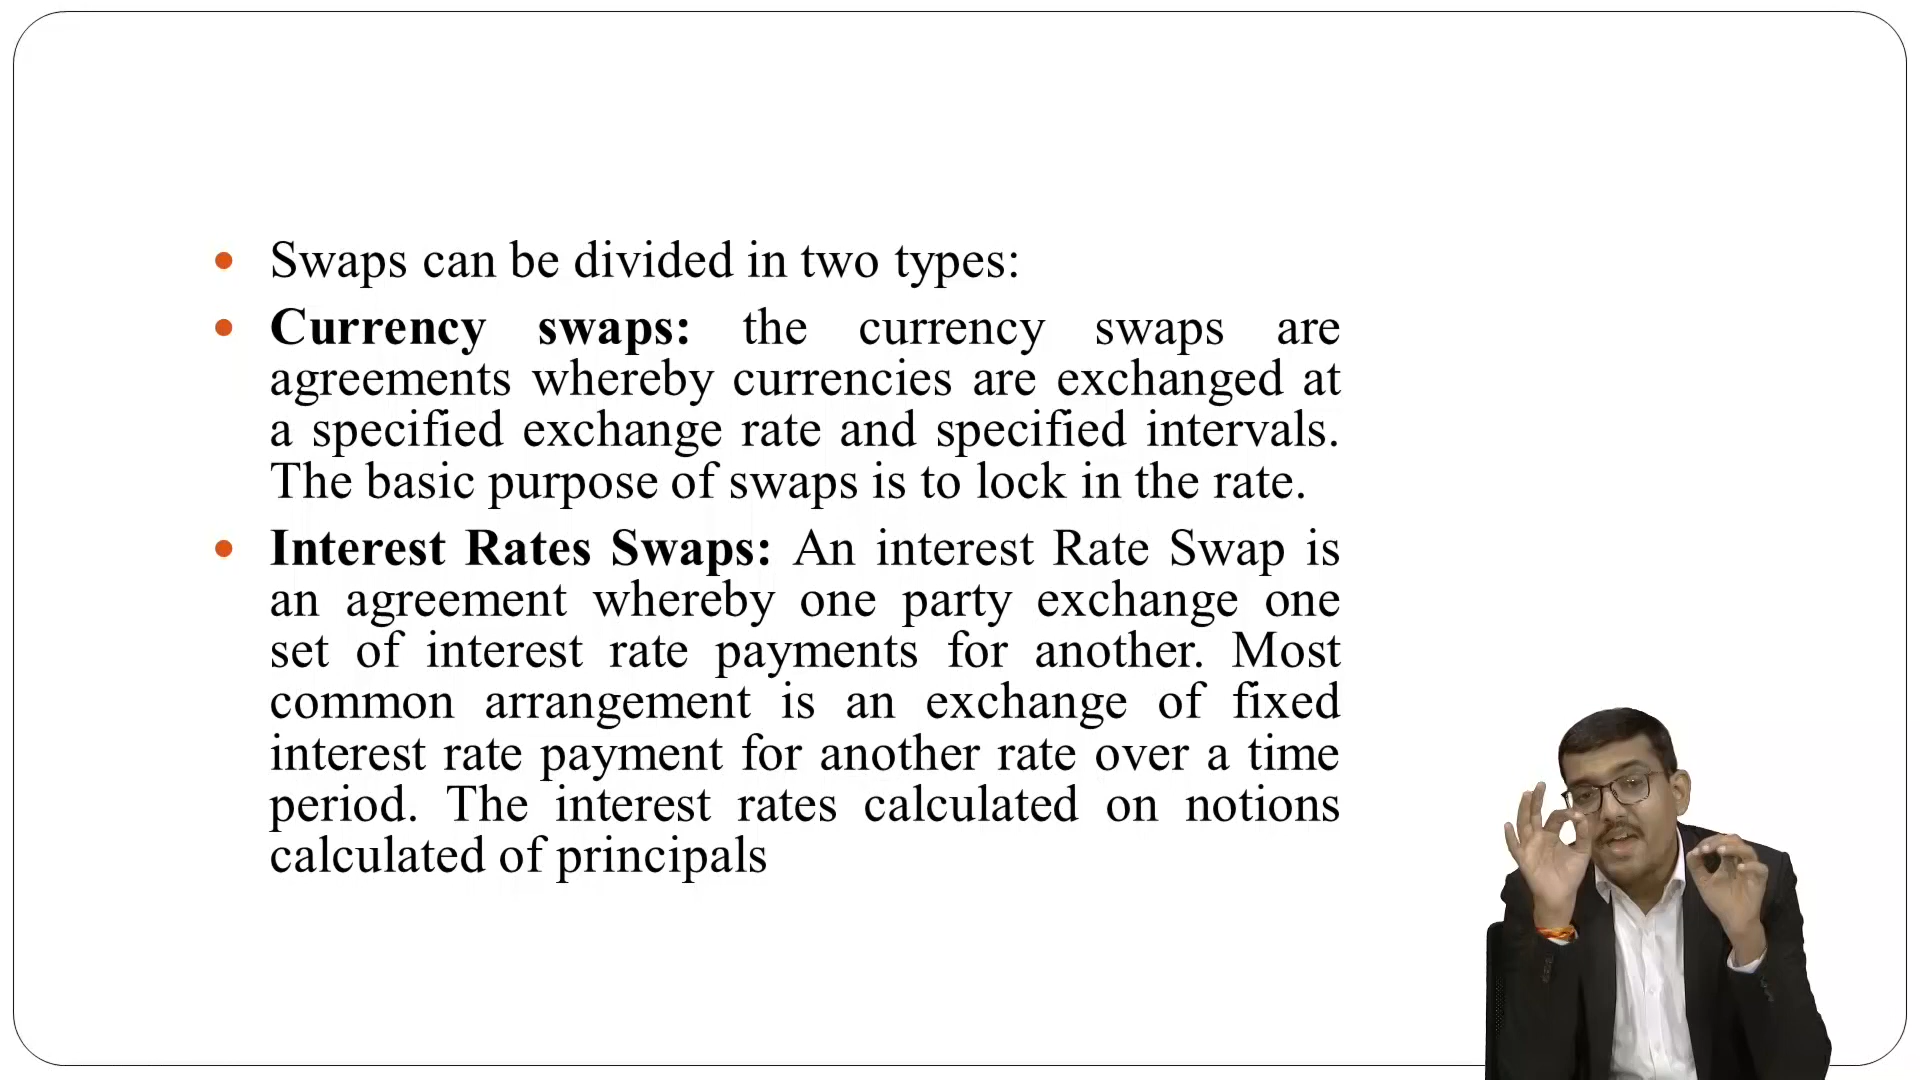 Swaps can be divided in two types:
Currency swaps: the currency swaps are
agreements whereby currencies are exchanged at
a specified exchange rate and specified intervals.
The basic purpose of swaps is to lock in the rate.
Interest Rates Swaps: An interest Rate Swap is
an agreement whereby one party exchange one
set of interest rate payments for another. Most
common arrangement is an exchange of fixed
interest rate payment for another rate over a time
period. The interest rates calculated on notions
calculated of principals